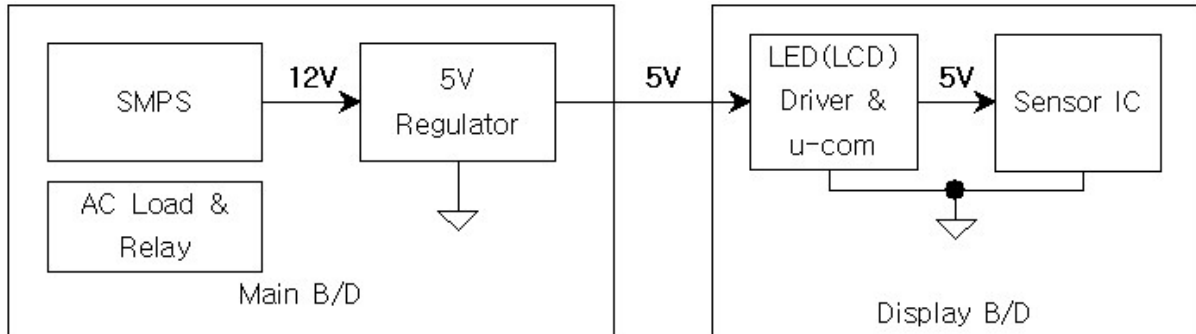 SMPS
12V
5V
Regulator
5V
LED(LCD)
Driver &
u-com
5V
Sensor IC
AC Load &
Relay
Main B/D
Display B/D